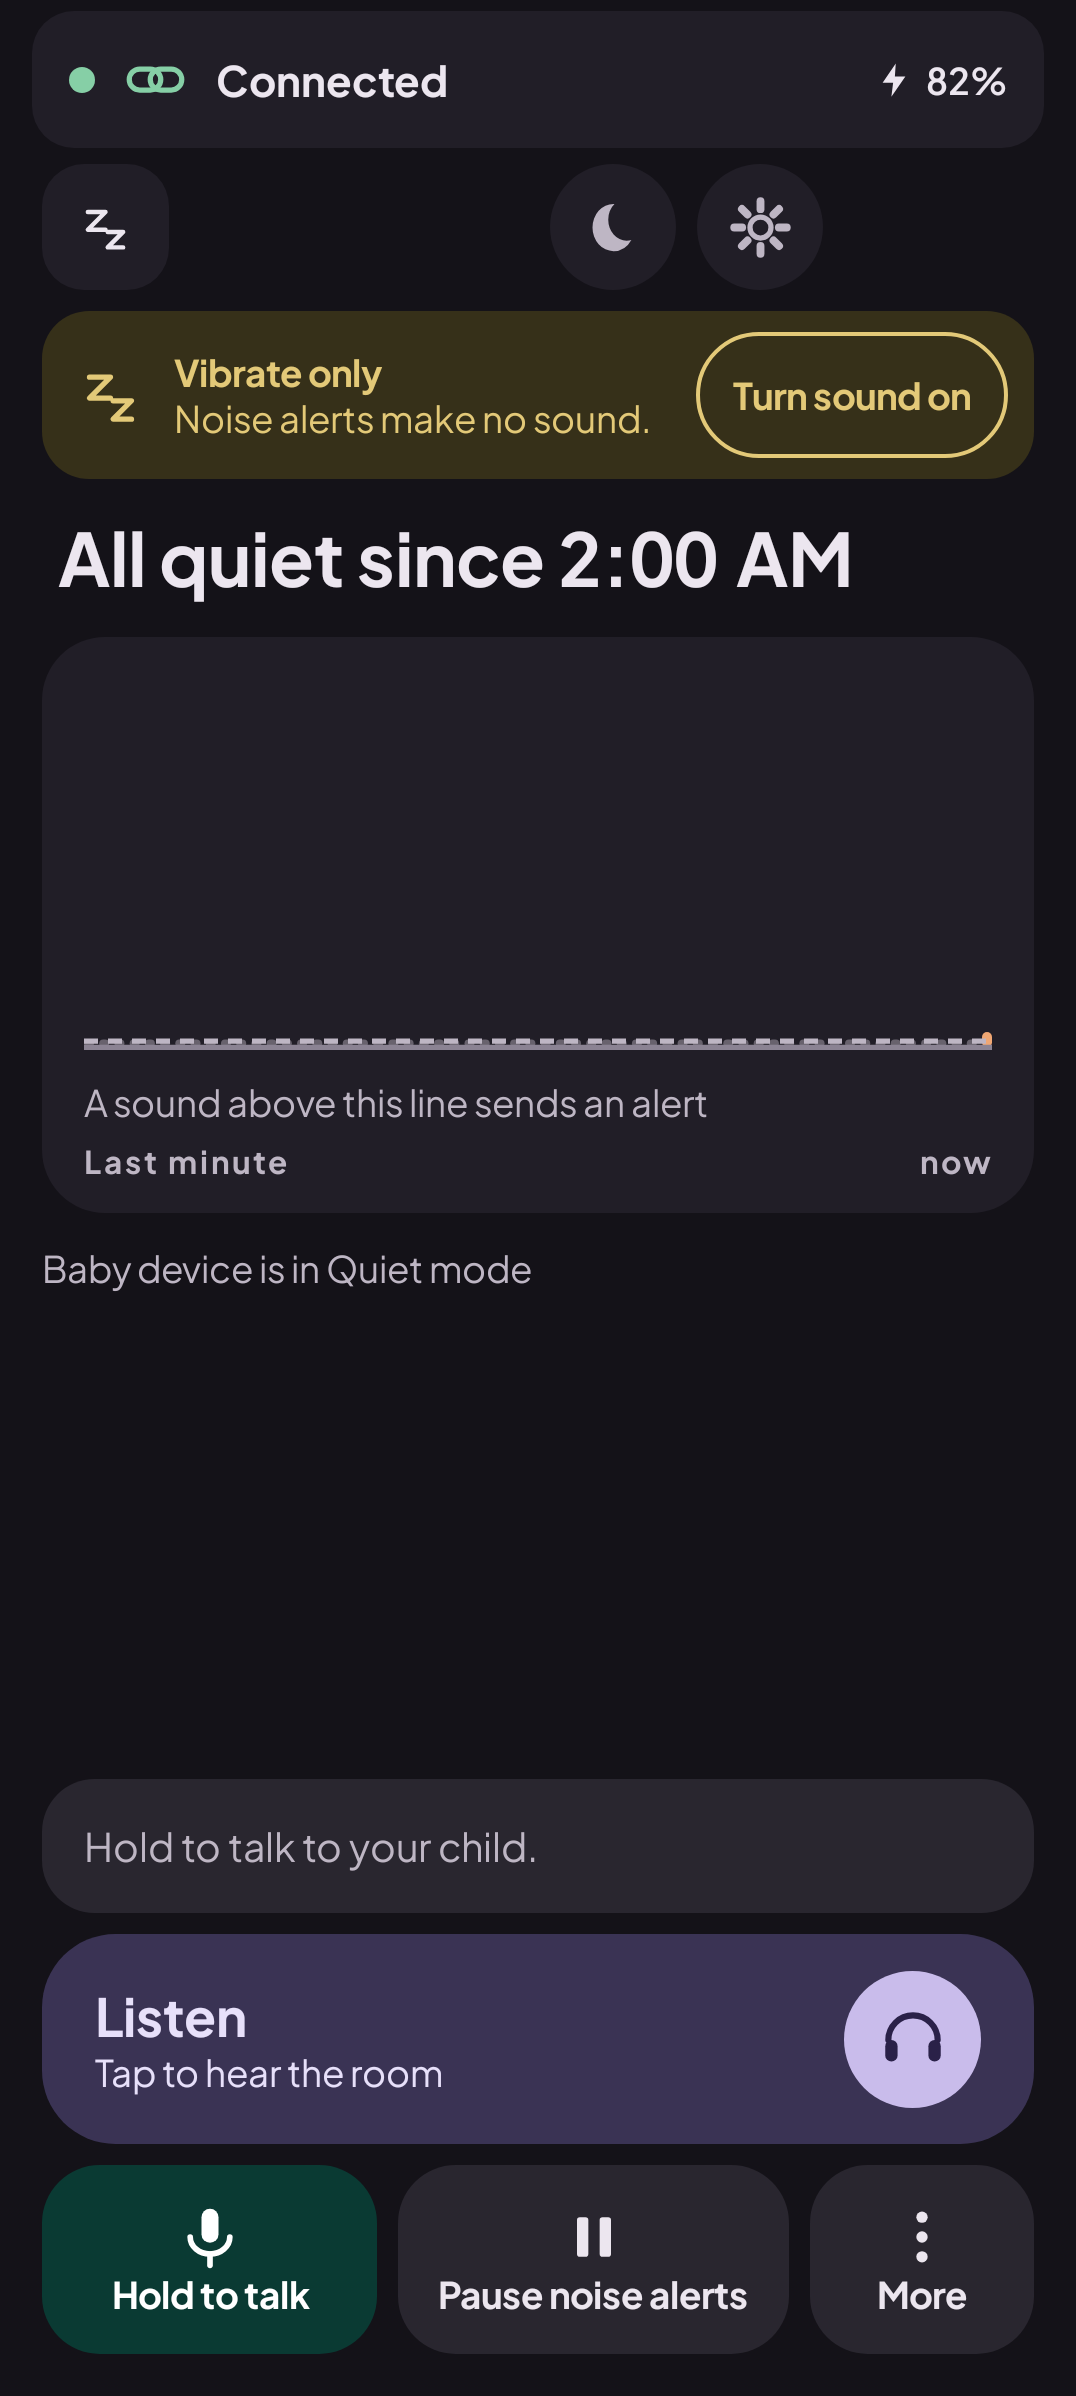 Connected
82%
Vibrate only
Noise alerts make no sound.
Turn sound on
All quiet since 2:00 AM
A sound above this line sends an alert
Last minute
now
Baby device is in Quiet mode
Hold to talk to your child.
Listen
Tap to hear the room
Hold to talk
Pause noise alerts
More